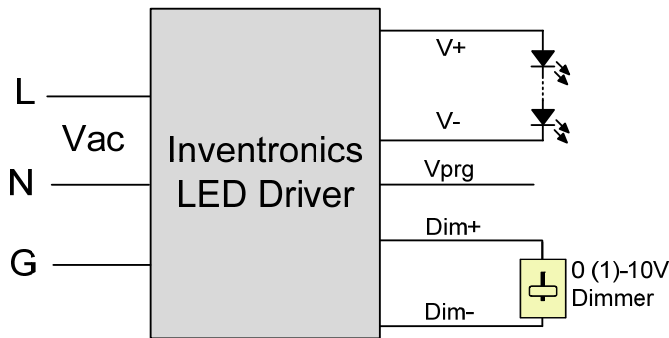 L
Vac
N
G
Inventronics
LED Driver
V+
V-
Vprg
Dim+
Dim-
0 (1)-10V
Dimmer